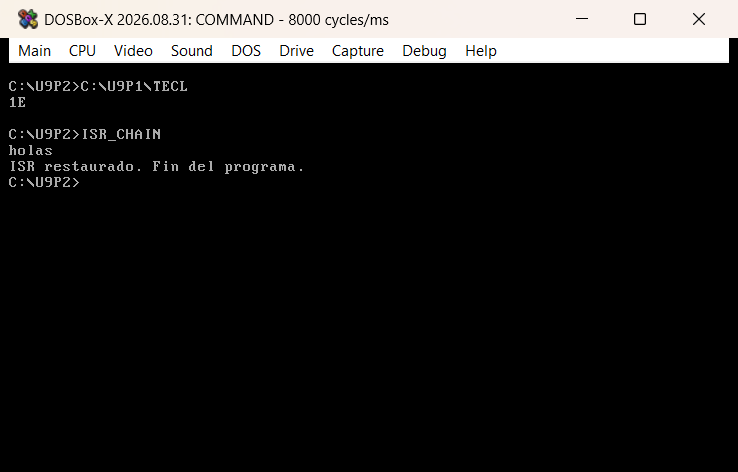 DOSBox-X 2026.08.31: COMMAND - 8000 cycles/ms
Main CPU Video Sound DOS Drive Capture Debug Help
C:\U9P2>C:\U9P1\TECL
1E
C:\U9P2>ISR_CHAIN
holas
ISR restaurado. Fin del programa.
C:\U9P2>